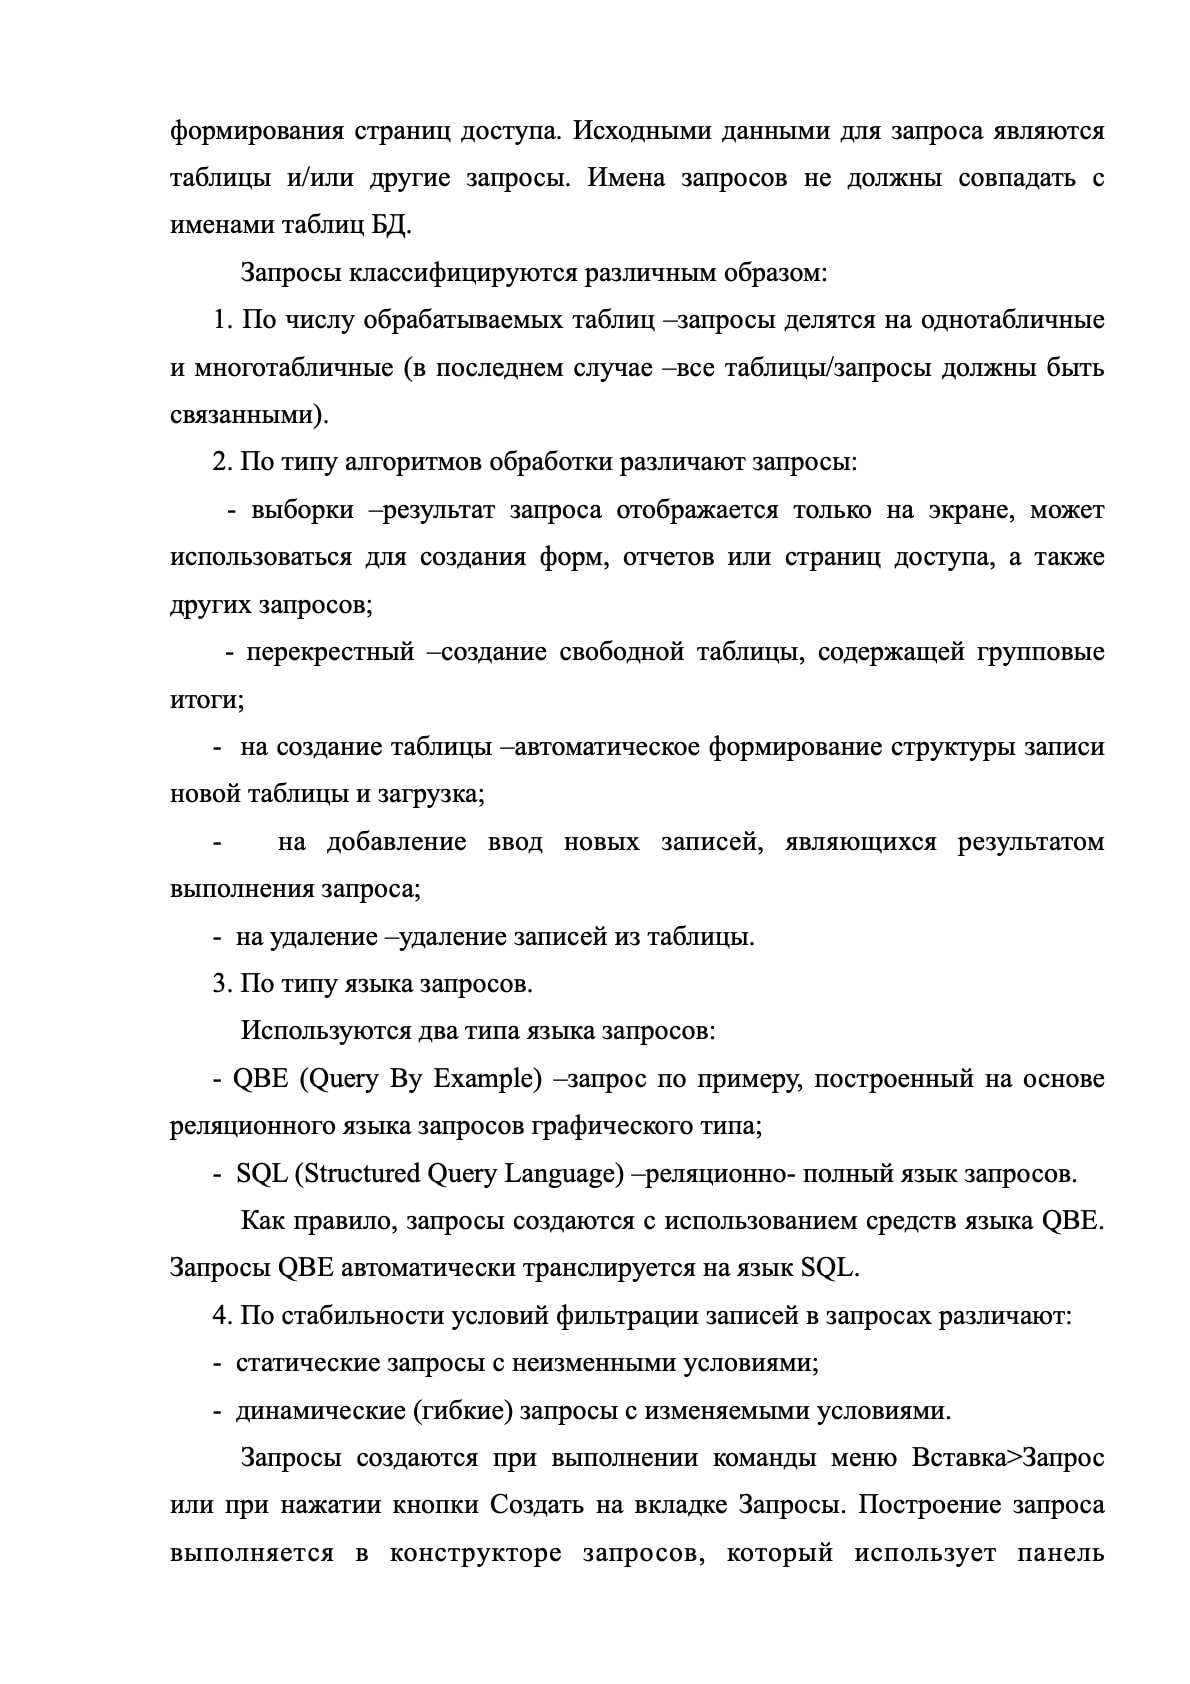 формирования страниц доступа. Исходными данными для запроса являются
таблицы и/или другие запросы. Имена запросов не должны совпадать с
именами таблиц БД.
Запросы классифицируются различным образом:
1. По числу обрабатываемых таблиц –запросы делятся на однотабличные
и многотабличные (в последнем случае –все таблицы/запросы должны быть
связанными).
2. По типу алгоритмов обработки различают запросы:
- выборки –результат запроса отображается только на экране, может
использоваться для создания форм, отчетов или страниц доступа, а также
других запросов;
- перекрестный –создание свободной таблицы, содержащей групповые
итоги;
- на создание таблицы –автоматическое формирование структуры записи
новой таблицы и загрузка;
- на добавление ввод новых записей, являющихся результатом
выполнения запроса;
- на удаление –удаление записей из таблицы.
3. По типу языка запросов.
Используются два типа языка запросов:
- QBE (Query By Example) –запрос по примеру, построенный на основе
реляционного языка запросов графического типа;
- SQL (Structured Query Language) –реляционно- полный язык запросов.
Как правило, запросы создаются с использованием средств языка QBE.
Запросы QBE автоматически транслируется на язык SQL.
4. По стабильности условий фильтрации записей в запросах различают:
- статические запросы с неизменными условиями;
- динамические (гибкие) запросы с изменяемыми условиями.
Запросы создаются при выполнении команды меню Вставка>Запрос
или при нажатии кнопки Создать на вкладке Запросы. Построение запроса
выполняется в конструкторе запросов, который использует панель